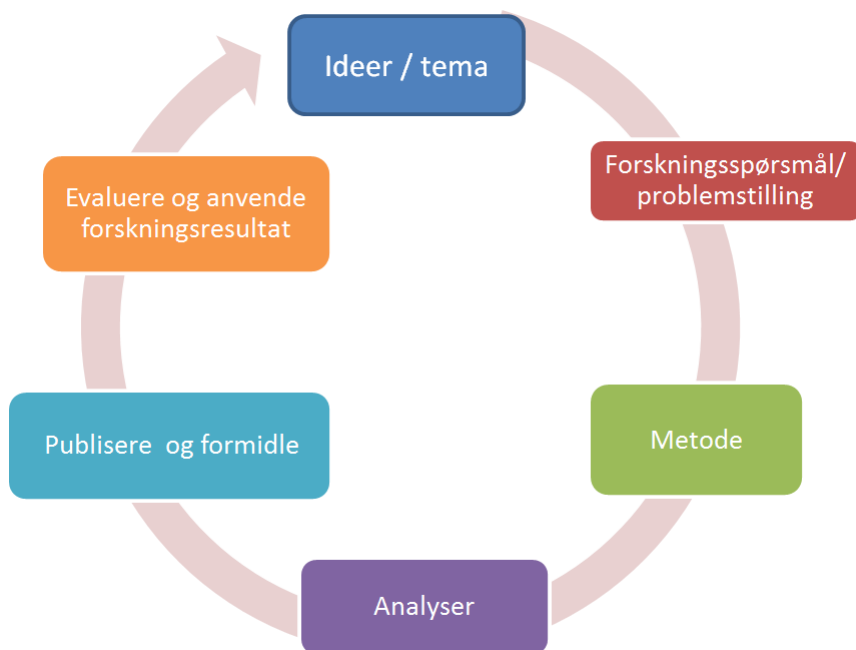 Ideer / tema
Forskningsspørsmål/
problemstilling
Metode
Analyser
Publisere og formidle
Evaluere og anvende
forskningsresultat